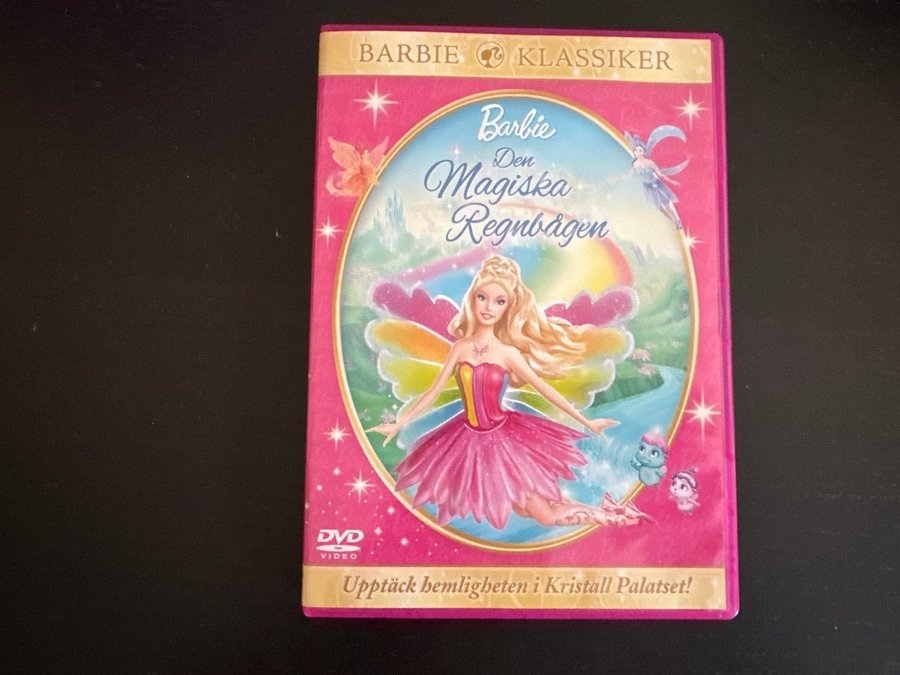 BARBIE KLASSIKER
Barbie
Den
Magiska
Regnbågen
DVD
VIDEO
Upptäck hemligheten i Kristall Palatset!